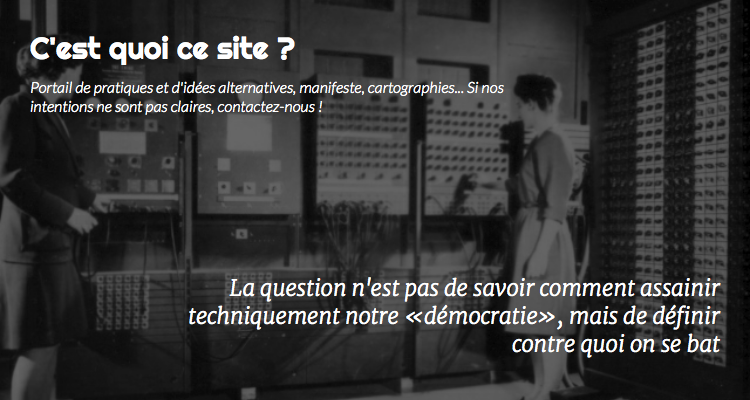 C'est quoi ce site ?
Portail de pratiques et d'idées alternatives, manifeste, cartographies... Si nos
intentions ne sont pas claires, contactez-nous !
La question n'est pas de savoir comment assainir
techniquement notre «démocratie», mais de définir
contre quoi on se bat